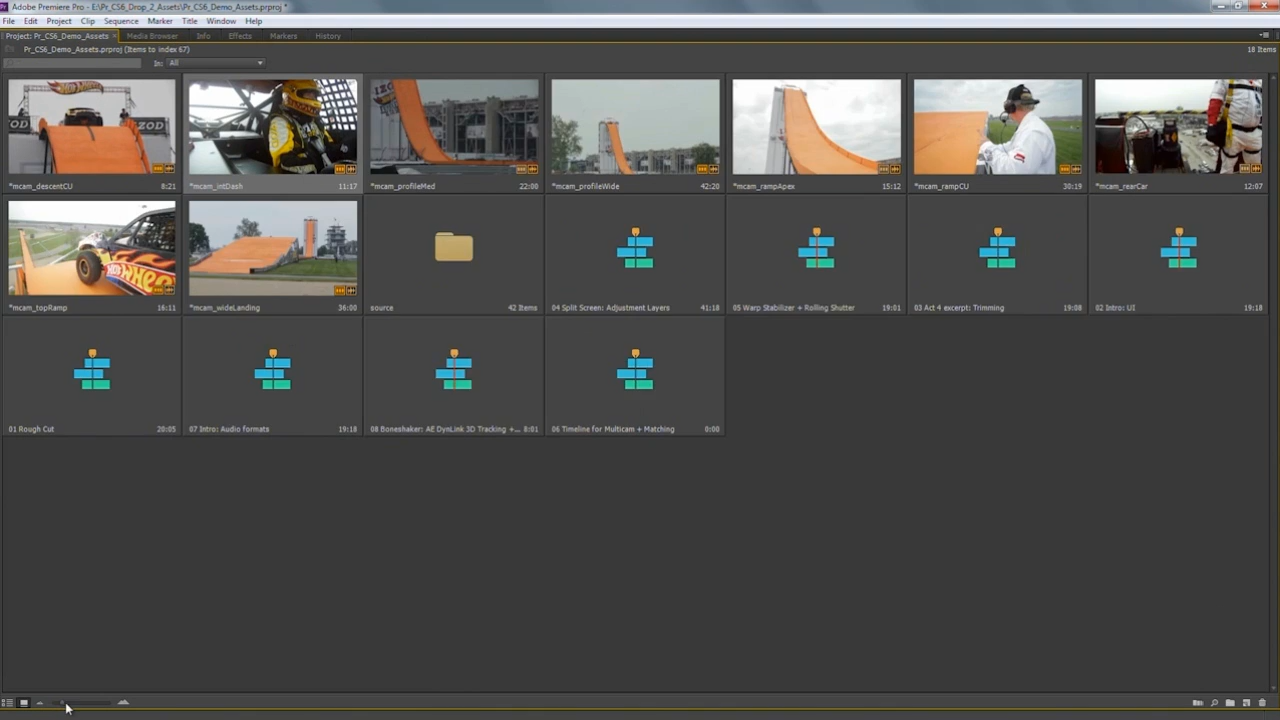 Adobe Premiere Pro - E:\Pr_CS6_Drop_2_Assets\Pr_CS6_Demo_Assets.prproj *
File Edit Project Clip Sequence Marker Title Window Help
Project: Pr_CS6_Demo_Assets Media Browser Info Effects Markers History
Pr_CS6_Demo_Assets.prproj (Items to index 67) 18 Items
In: All
*mcam_descentCU 8:21 *mcam_intDash 11:17 *mcam_profileMed 22:00 *mcam_profileWide 42:20 *mcam_rampApex 15:12 *mcam_rampCU 30:19 *mcam_rearCar 12:07
*mcam_topRamp 16:11 *mcam_wideLanding 36:00 source 42 Items 04 Split Screen: Adjustment Layers 41:18 05 Warp Stabilizer + Rolling Shutter 19:01 03 Act 4 excerpt: Trimming 19:08 02 Intro: UI 19:18
01 Rough Cut 20:05 07 Intro: Audio formats 19:18 08 Boneshaker: AE DynLink 3D Tracking +... 8:01 06 Timeline for Multicam + Matching 0:00